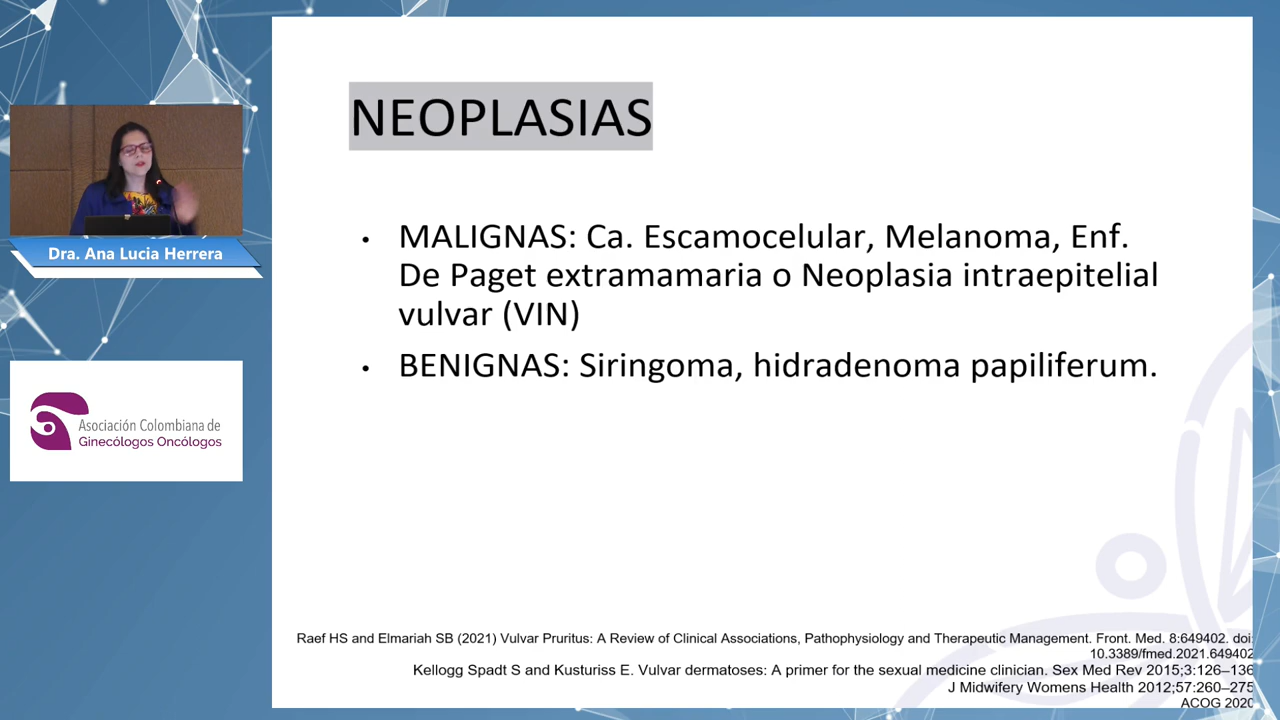 NEOPLASIAS
Dra. Ana Lucia Herrera
Asociación Colombiana de
Ginecólogos Oncólogos
• MALIGNAS: Ca. Escamocelular, Melanoma, Enf.
De Paget extramamaria o Neoplasia intraepitelial
vulvar (VIN)
• BENIGNAS: Siringoma, hidradenoma papiliferum.
Raef HS and Elmariah SB (2021) Vulvar Pruritus: A Review of Clinical Associations, Pathophysiology and Therapeutic Management. Front. Med. 8:649402. doi:
10.3389/fmed.2021.649402
Kellogg Spadt S and Kusturiss E. Vulvar dermatoses: A primer for the sexual medicine clinician. Sex Med Rev 2015;3:126–136
J Midwifery Womens Health 2012;57:260–275
ACOG 2020